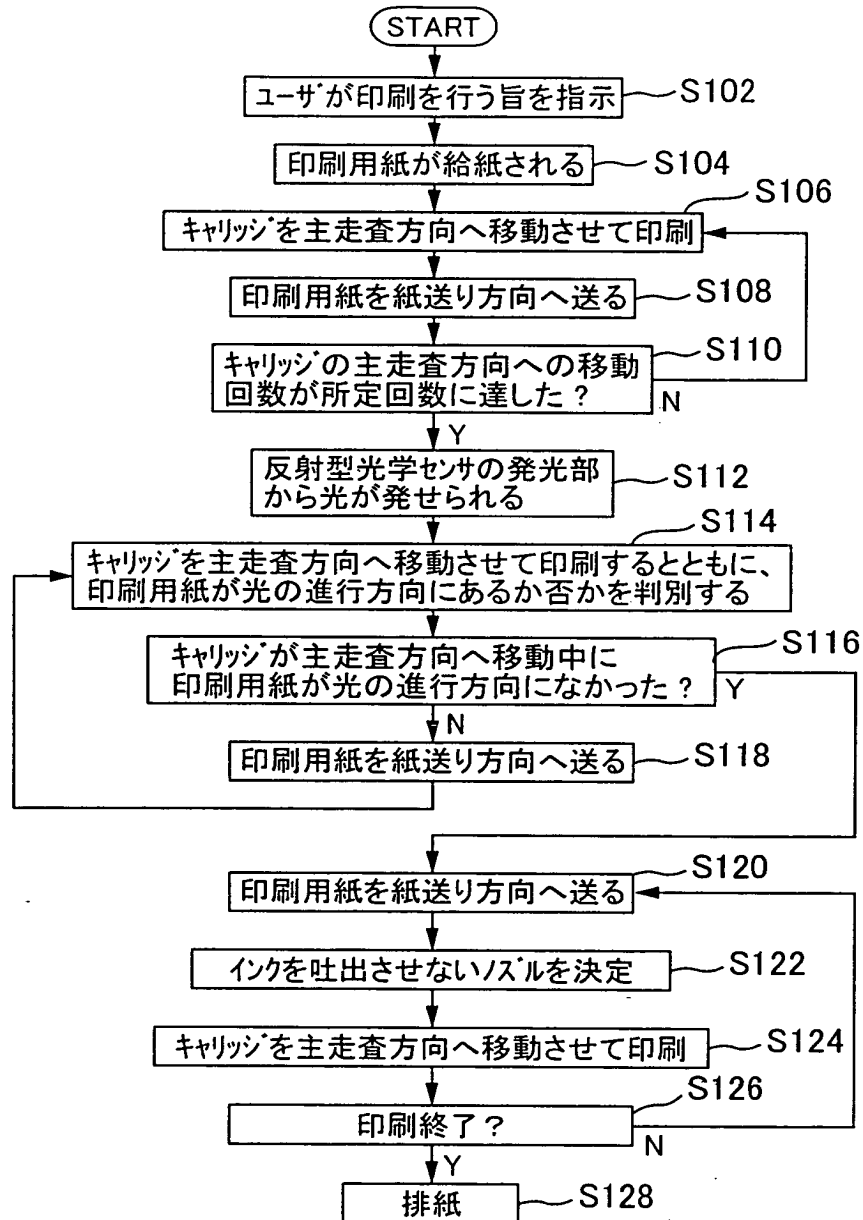 START
ユーザが印刷を行う旨を指示
S102
印刷用紙が給紙される
S104
S106
キャリッジを主走査方向へ移動させて印刷
印刷用紙を紙送り方向へ送る
S108
キャリッジの主走査方向への移動
回数が所定回数に達した?
S110
N
Y
反射型光学センサの発光部
から光が発せられる
S112
S114
キャリッジを主走査方向へ移動させて印刷するとともに、
印刷用紙が光の進行方向にあるか否かを判別する
キャリッジが主走査方向へ移動中に
印刷用紙が光の進行方向になかった?
S116
Y
N
印刷用紙を紙送り方向へ送る
S118
S120
印刷用紙を紙送り方向へ送る
インクを吐出させないノズルを決定
S122
キャリッジを主走査方向へ移動させて印刷
S124
S126
印刷終了?
N
Y
排紙
S128